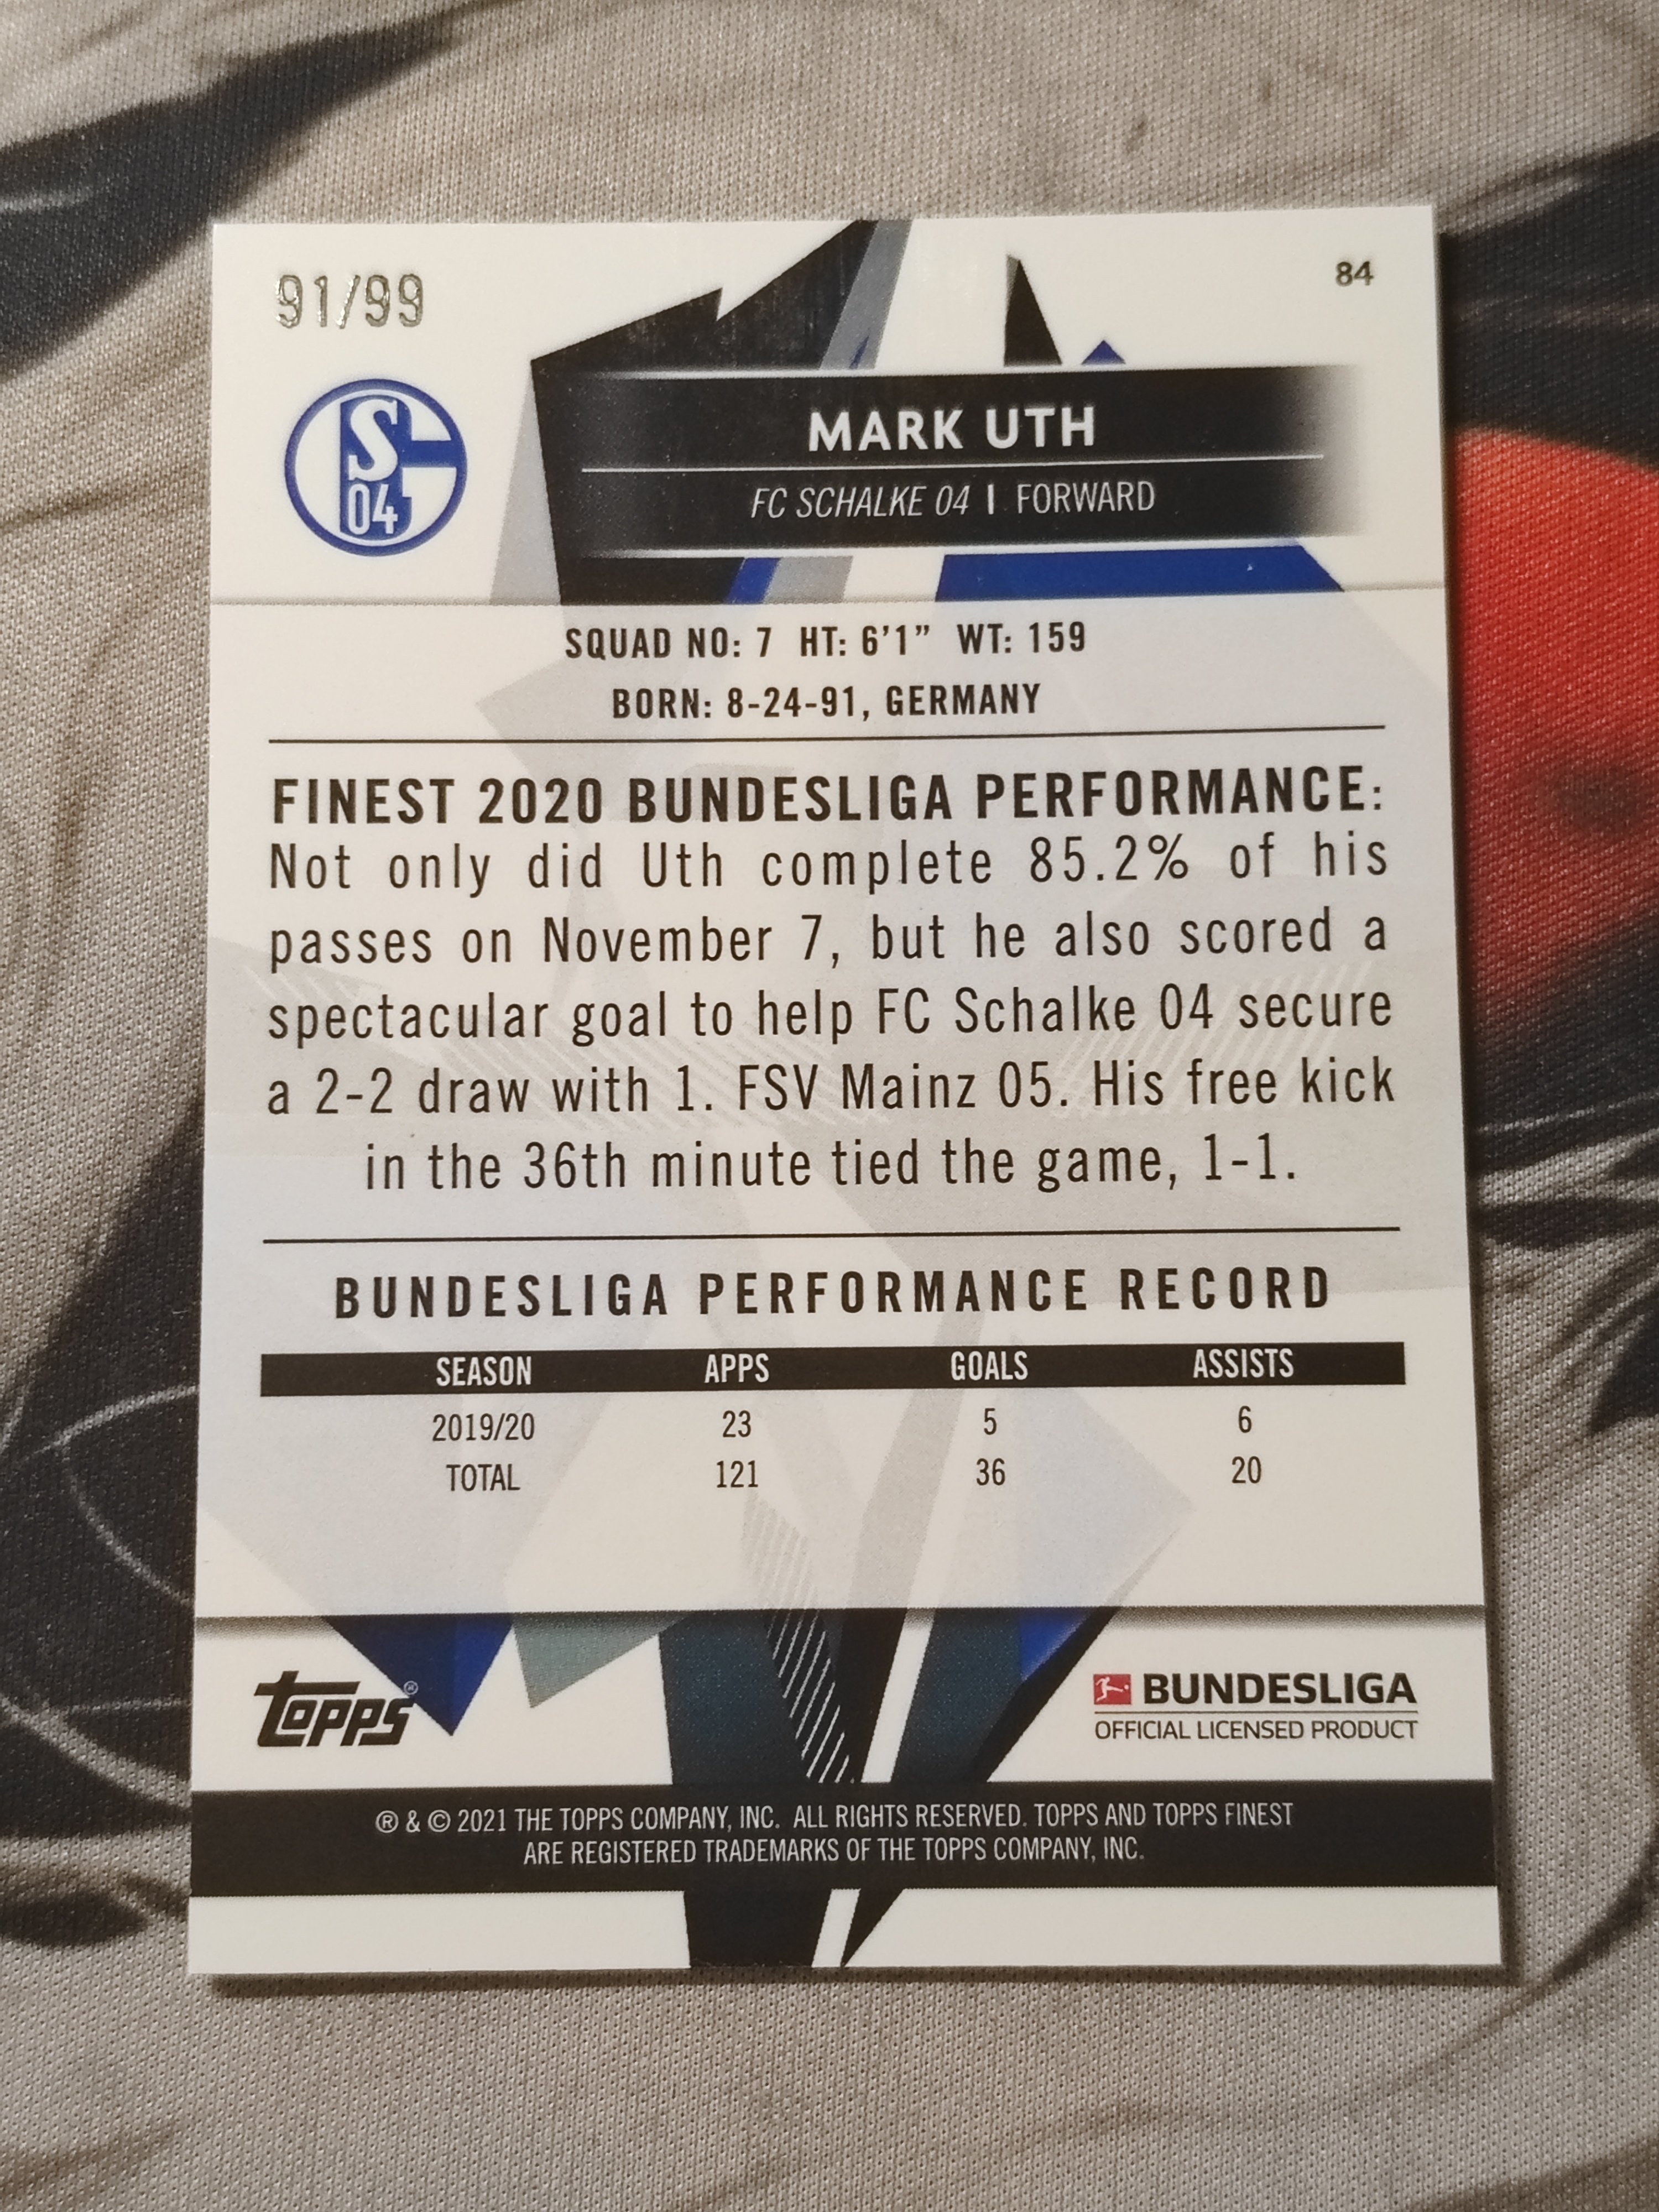 91/99
84
S
04
MARK UTH
FC SCHALKE 04 | FORWARD
SQUAD NO: 7 HT: 6'1” WT: 159
BORN: 8-24-91, GERMANY
FINEST 2020 BUNDESLIGA PERFORMANCE:
Not only did Uth complete 85.2% of his
passes on November 7, but he also scored a
spectacular goal to help FC Schalke 04 secure
a 2-2 draw with 1. FSV Mainz 05. His free kick
in the 36th minute tied the game, 1-1.
BUNDESLIGA PERFORMANCE RECORD
SEASON APPS GOALS ASSISTS
2019/20 23 5 6
TOTAL 121 36 20
topps®
BUNDESLIGA
OFFICIAL LICENSED PRODUCT
® & © 2021 THE TOPPS COMPANY, INC. ALL RIGHTS RESERVED. TOPPS AND TOPPS FINEST
ARE REGISTERED TRADEMARKS OF THE TOPPS COMPANY, INC.